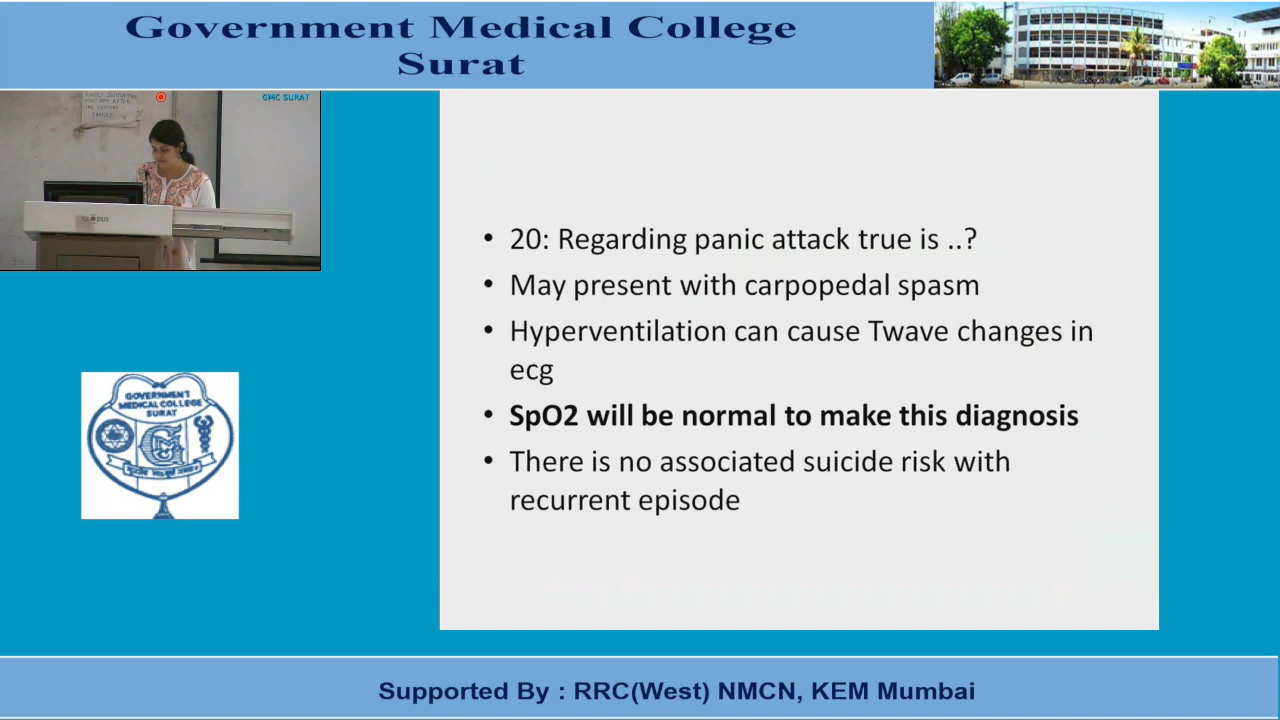 Government Medical College
Surat
GMC SURAT
20: Regarding panic attack true is ..?
May present with carpopedal spasm
Hyperventilation can cause Twave changes in
ecg
SpO2 will be normal to make this diagnosis
There is no associated suicide risk with
recurrent episode
GOVERNMENT
MEDICAL COLLEGE
SURAT
Supported By : RRC(West) NMCN, KEM Mumbai